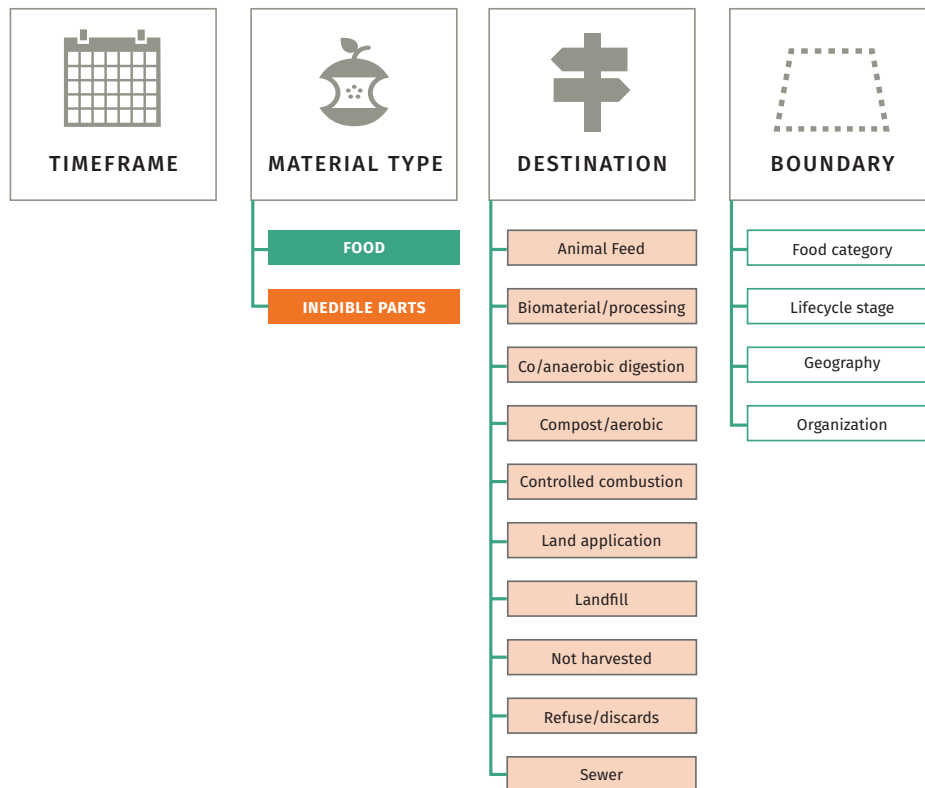 TIMEFRAME
MATERIAL TYPE
FOOD
INEDIBLE PARTS
DESTINATION
Animal Feed
Biomaterial/processing
Co/anaerobic digestion
Compost/aerobic
Controlled combustion
Land application
Landfill
Not harvested
Refuse/discards
Sewer
BOUNDARY
Food category
Lifecycle stage
Geography
Organization